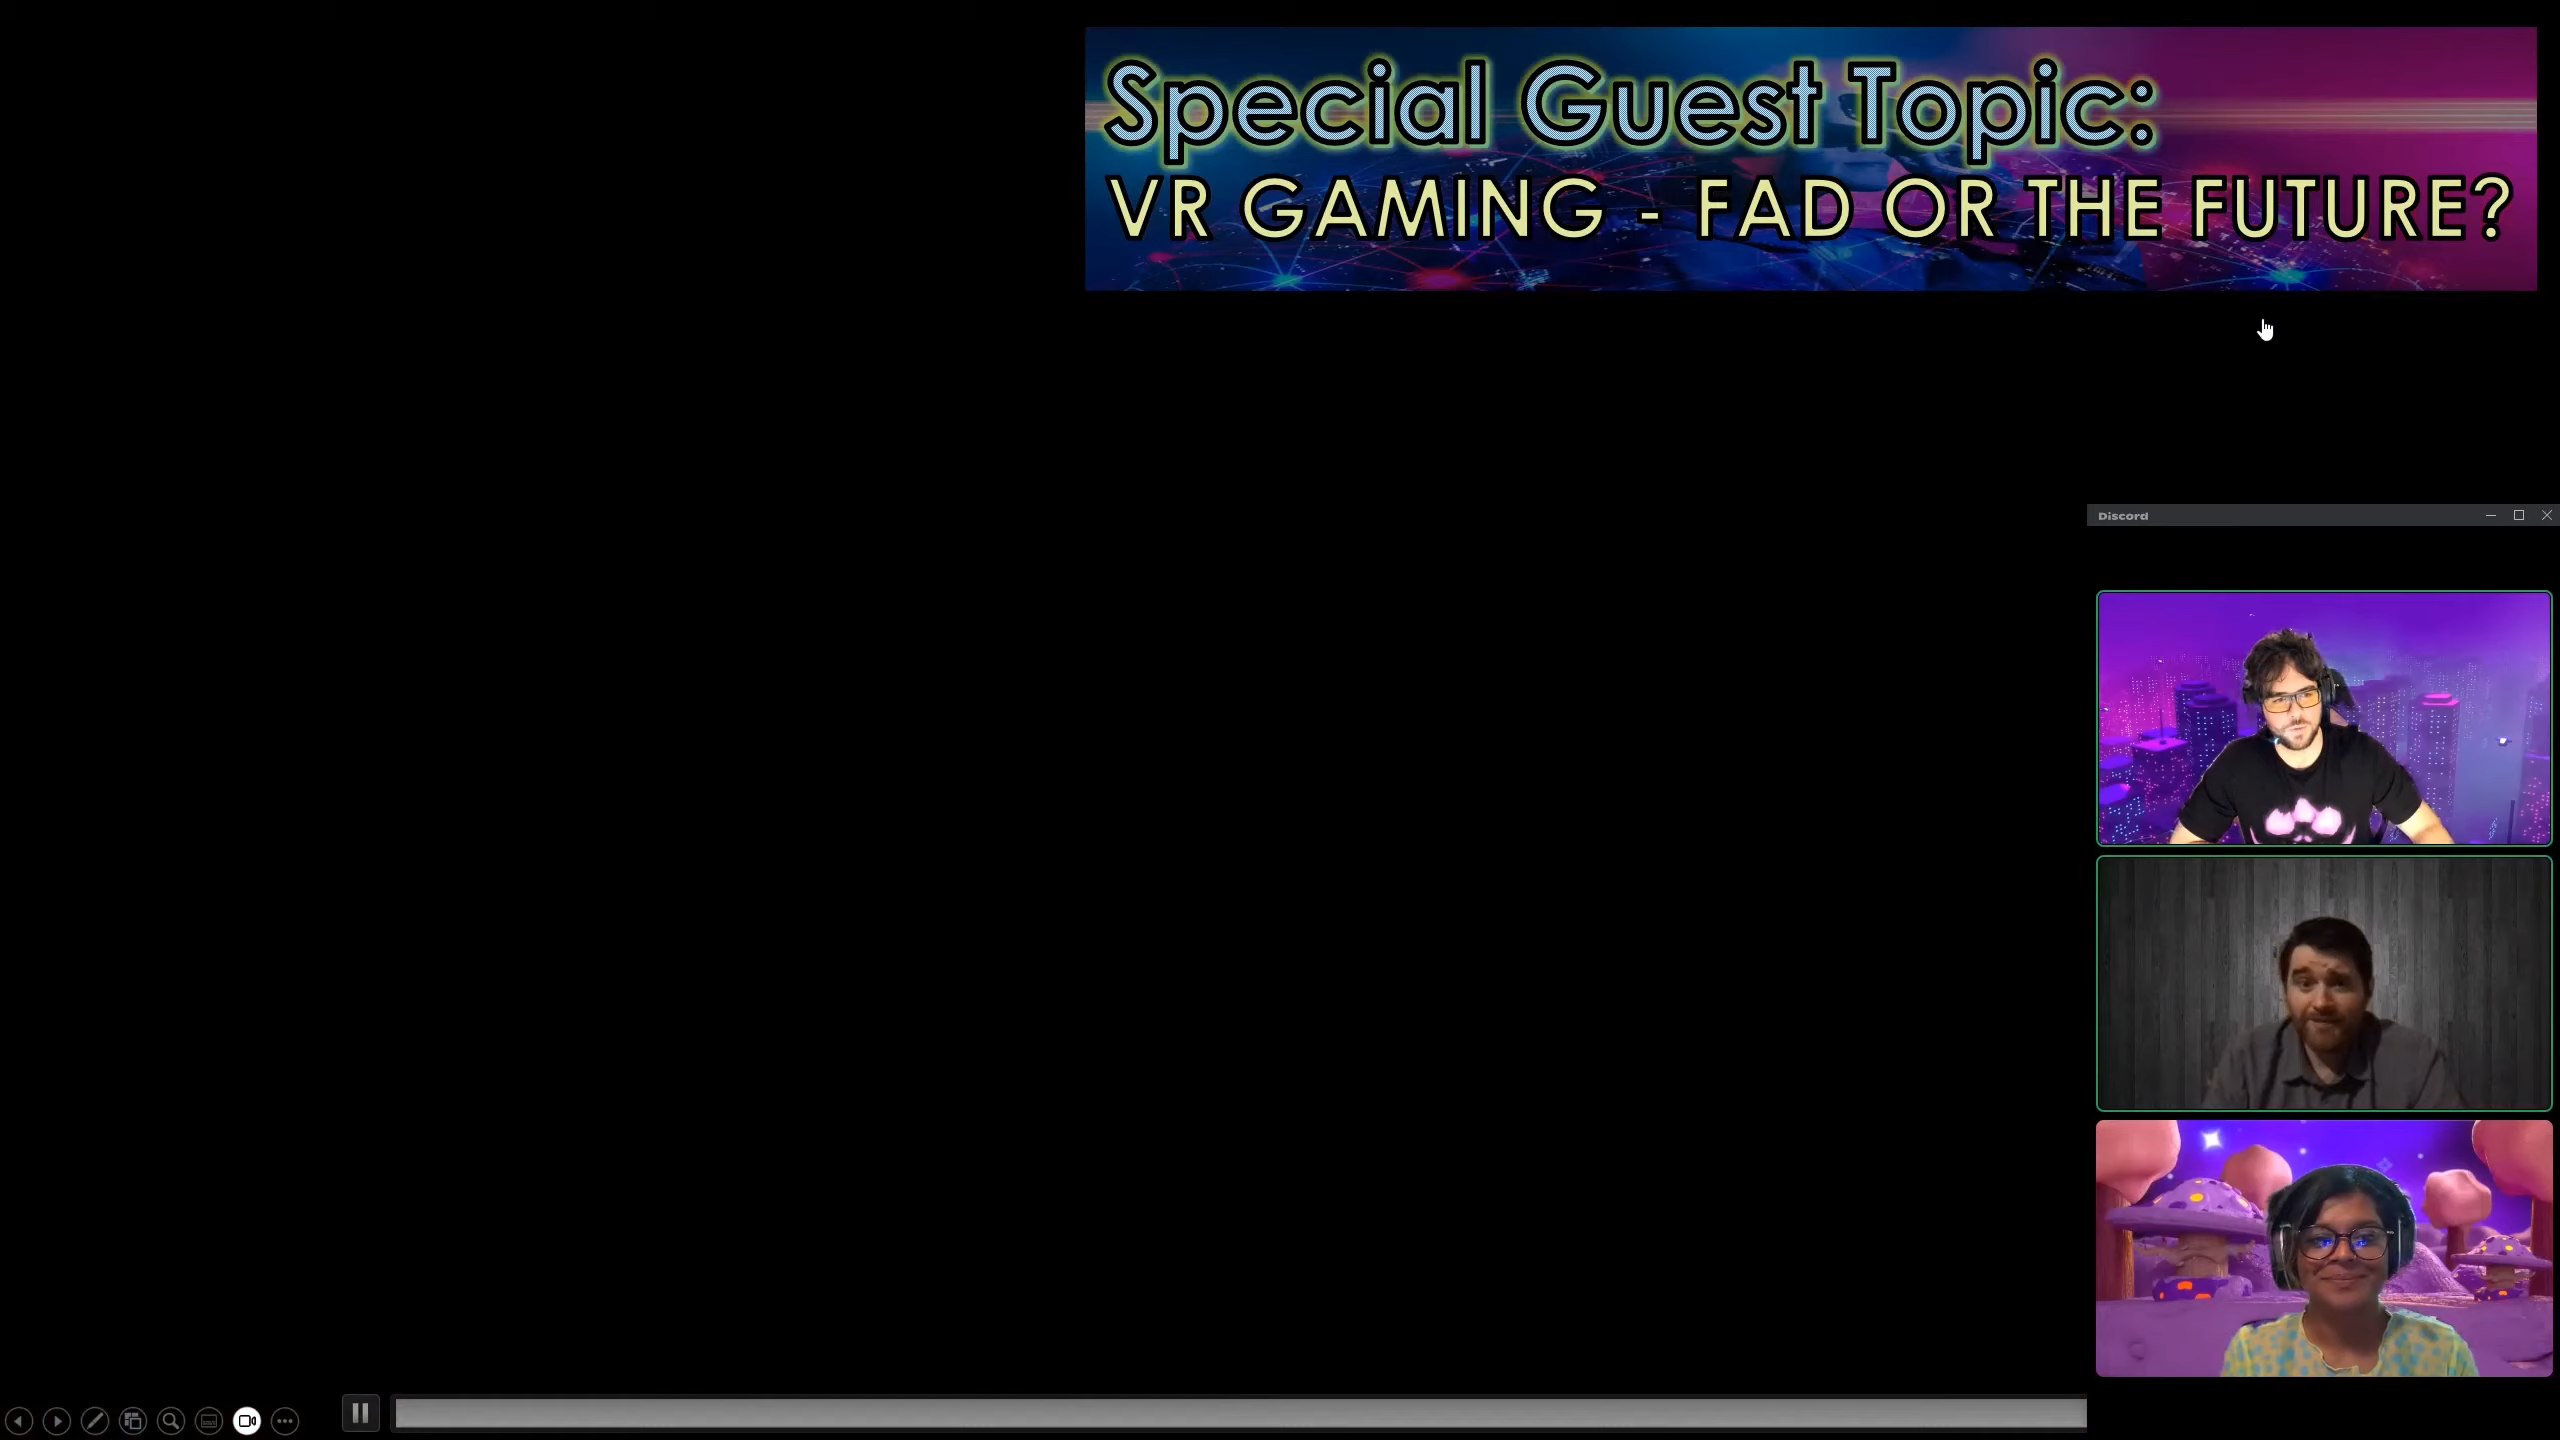 Special Guest Topic:
VR GAMING - FAD OR THE FUTURE?
Discord